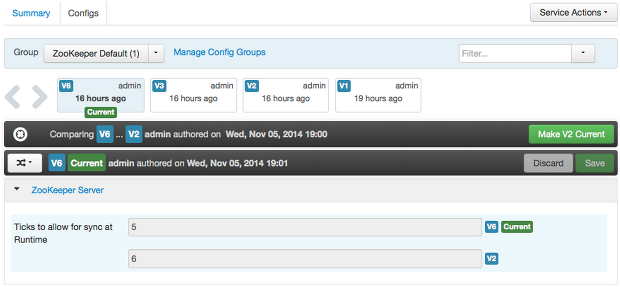 Summary Configs Service Actions
Group ZooKeeper Default (1) Manage Config Groups Filter...
V6 admin V3 admin V2 admin V1 admin
16 hours ago 16 hours ago 16 hours ago 19 hours ago
Current
Comparing V6 ... V2 admin authored on Wed, Nov 05, 2014 19:00 Make V2 Current
V6 Current admin authored on Wed, Nov 05, 2014 19:01 Discard Save
ZooKeeper Server
Ticks to allow for sync at 5 V6 Current
Runtime
6 V2